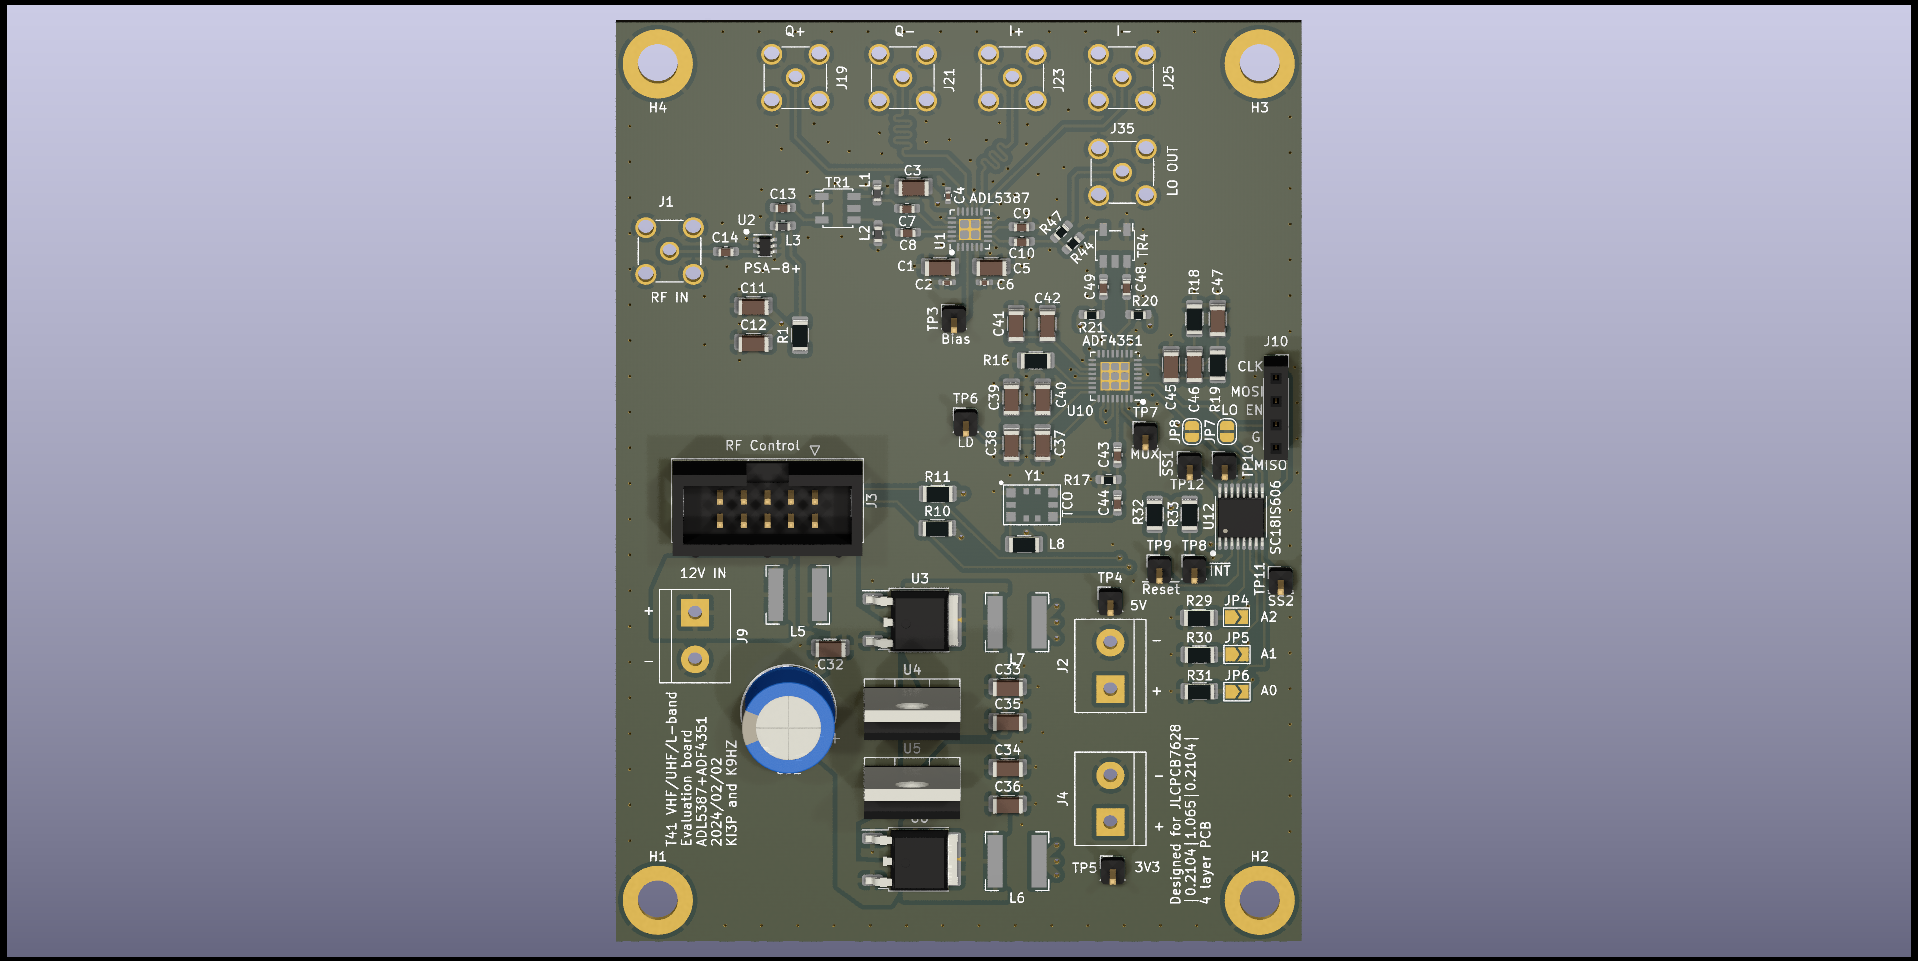 Q+
Q-
I+
I-
J19
J21
J23
J25
H4
H3
J35
LO OUT
J1
C14
RF IN
U2
PSA-8+
C13
L3
TR1
L1
L2
C3
C4
ADL5387
C7
C8
U1
C9
C10
R47
R44
TR4
C1
C2
C5
C6
C49
C48
C11
C12
R1
TP3
Bias
C41
C42
R21
R20
R18
C47
ADF4351
R16
J10
CLK
MOSI
EN
G
MISO
C39
C40
C45
C46
R19
U10
TP6
LD
TP7
MUX
JP8
JP7
LO
C38
C37
C43
SS1
TP12
TP10
RF Control
J3
R11
R10
Y1
TCO
R17
C44
R32
R33
U12
SC18IS606
L8
TP9
TP8
Reset
INT
TP11
SS2
12V IN
+
-
J9
L5
C32
U3
L7
TP4
5V
J2
-
+
R29
JP4
A2
R30
JP5
A1
R31
JP6
A0
U4
C33
C35
+
U5
C34
C36
J4
-
+
L6
TP5
3V3
T41 VHF/UHF/L-band
Evaluation board
ADL5387+ADF4351
2024/02/02
KI3P and K9HZ
Designed for JLCPCB7628
|0.2104|1.065|0.2104|
4 layer PCB
H1
H2